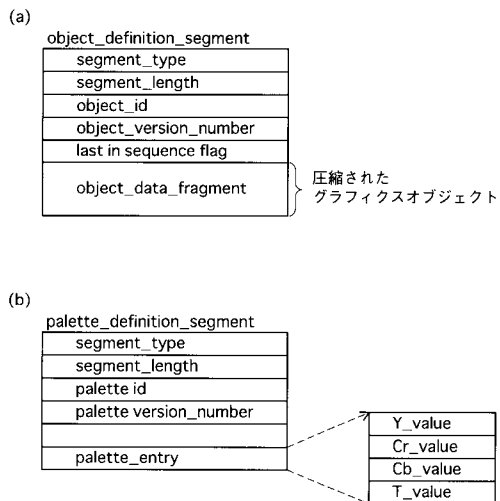 (a)
object_definition_segment
segment_type
segment_length
object_id
object_version_number
last in sequence flag
object_data_fragment
圧縮された
グラフィクスオブジェクト
(b)
palette_definition_segment
segment_type
segment_length
palette id
palette version_number
palette_entry
Y_value
Cr_value
Cb_value
T_value